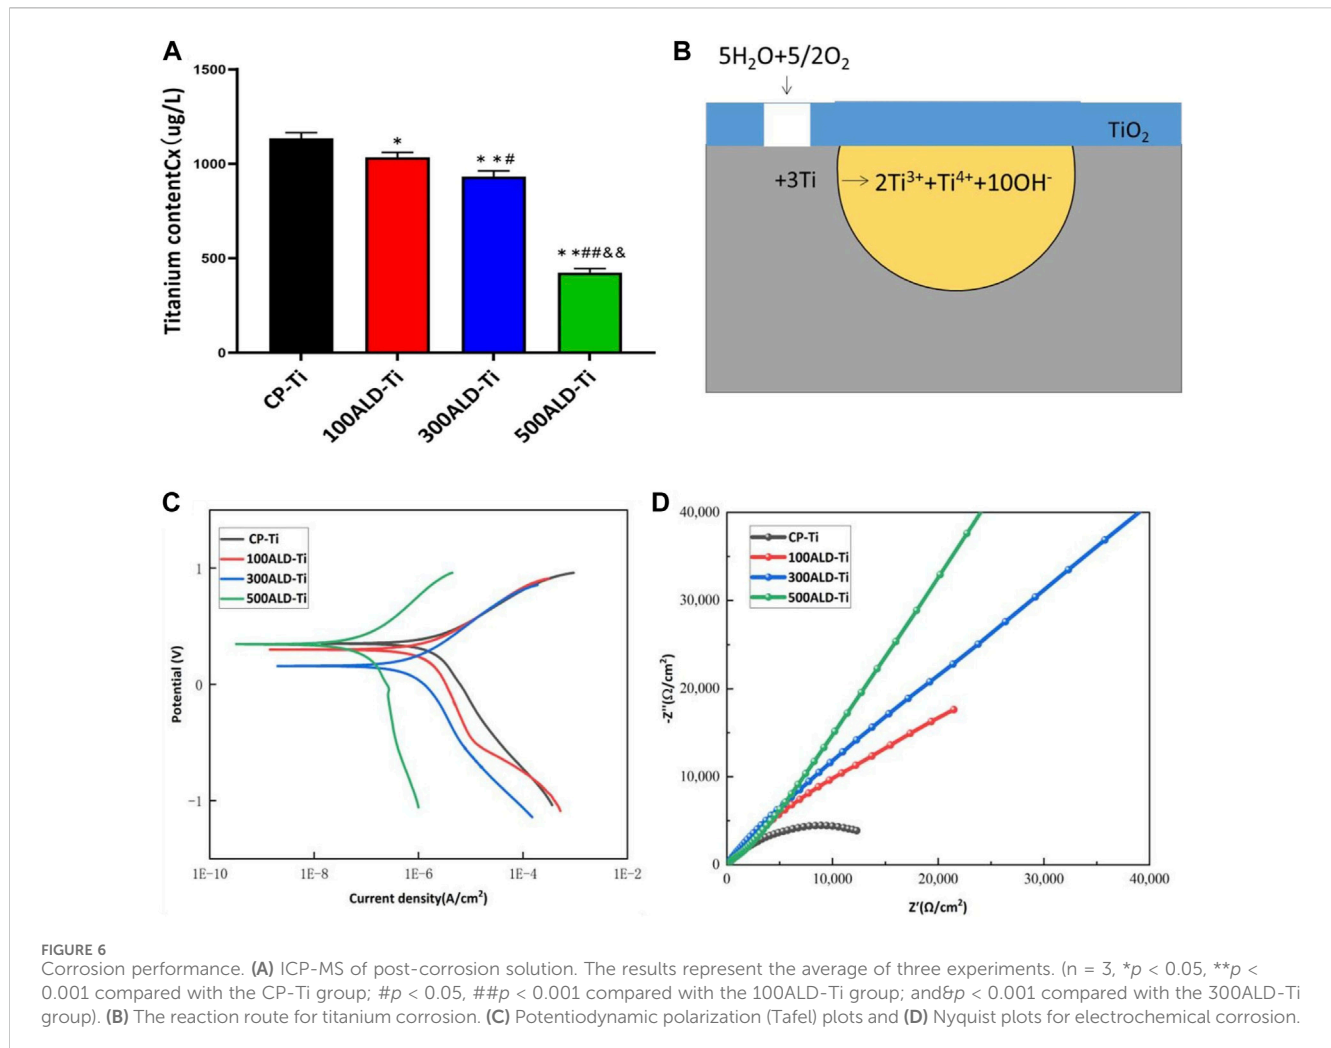 A
Titanium contentCx(ug/L)
1500
1000
500
0
*
**#
**##&&
CP-Ti
100ALD-Ti
300ALD-Ti
500ALD-Ti
B
5H₂O+5/2O₂
TiO₂
+3Ti
2Ti³⁺+Ti⁴⁺+10OH⁻
C
CP-Ti
100ALD-Ti
300ALD-Ti
500ALD-Ti
Potential (V)
1
0
−1
1E-10
1E-8
1E-6
1E-4
1E-2
Current density(A/cm²)
D
CP-Ti
100ALD-Ti
300ALD-Ti
500ALD-Ti
-Z''(Ω/cm²)
40,000
30,000
20,000
10,000
0
0
10,000
20,000
30,000
40,000
Z'(Ω/cm²)
FIGURE 6
Corrosion performance. (A) ICP-MS of post-corrosion solution. The results represent the average of three experiments. (n = 3, *p < 0.05, **p <
0.001 compared with the CP-Ti group; #p < 0.05, ##p < 0.001 compared with the 100ALD-Ti group; and&p < 0.001 compared with the 300ALD-Ti
group). (B) The reaction route for titanium corrosion. (C) Potentiodynamic polarization (Tafel) plots and (D) Nyquist plots for electrochemical corrosion.